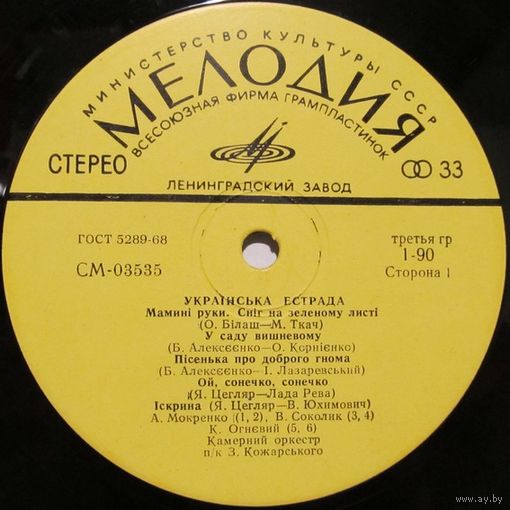 МИНИСТЕРСТВО КУЛЬТУРЫ СССР
МЕЛОДИЯ
ВСЕСОЮЗНАЯ ФИРМА ГРАМПЛАСТИНОК
СТЕРЕО 33
ЛЕНИНГРАДСКИЙ ЗАВОД
ГОСТ 5289-68 третья гр
СМ-03535 1-90
Сторона 1
УКРАЇНСЬКА ЕСТРАДА
Мамині руки. Сніг на зеленому листі
(О. Білаш—М. Ткач)
У саду вишневому
(Б. Алексєєнко—О. Корнієнко)
Пісенька про доброго гнома
(Б. Алексєєнко—І. Лазаревський)
Ой, сонечко, сонечко
(Я. Цегляр—Лада Рева)
Іскрина (Я. Цегляр—В. Юхимович)
А. Мокренко (1, 2), В. Соколик (3, 4)
К. Огнєвий (5, 6)
Камерний оркестр
п/к З. Кожарського
www.ay.by